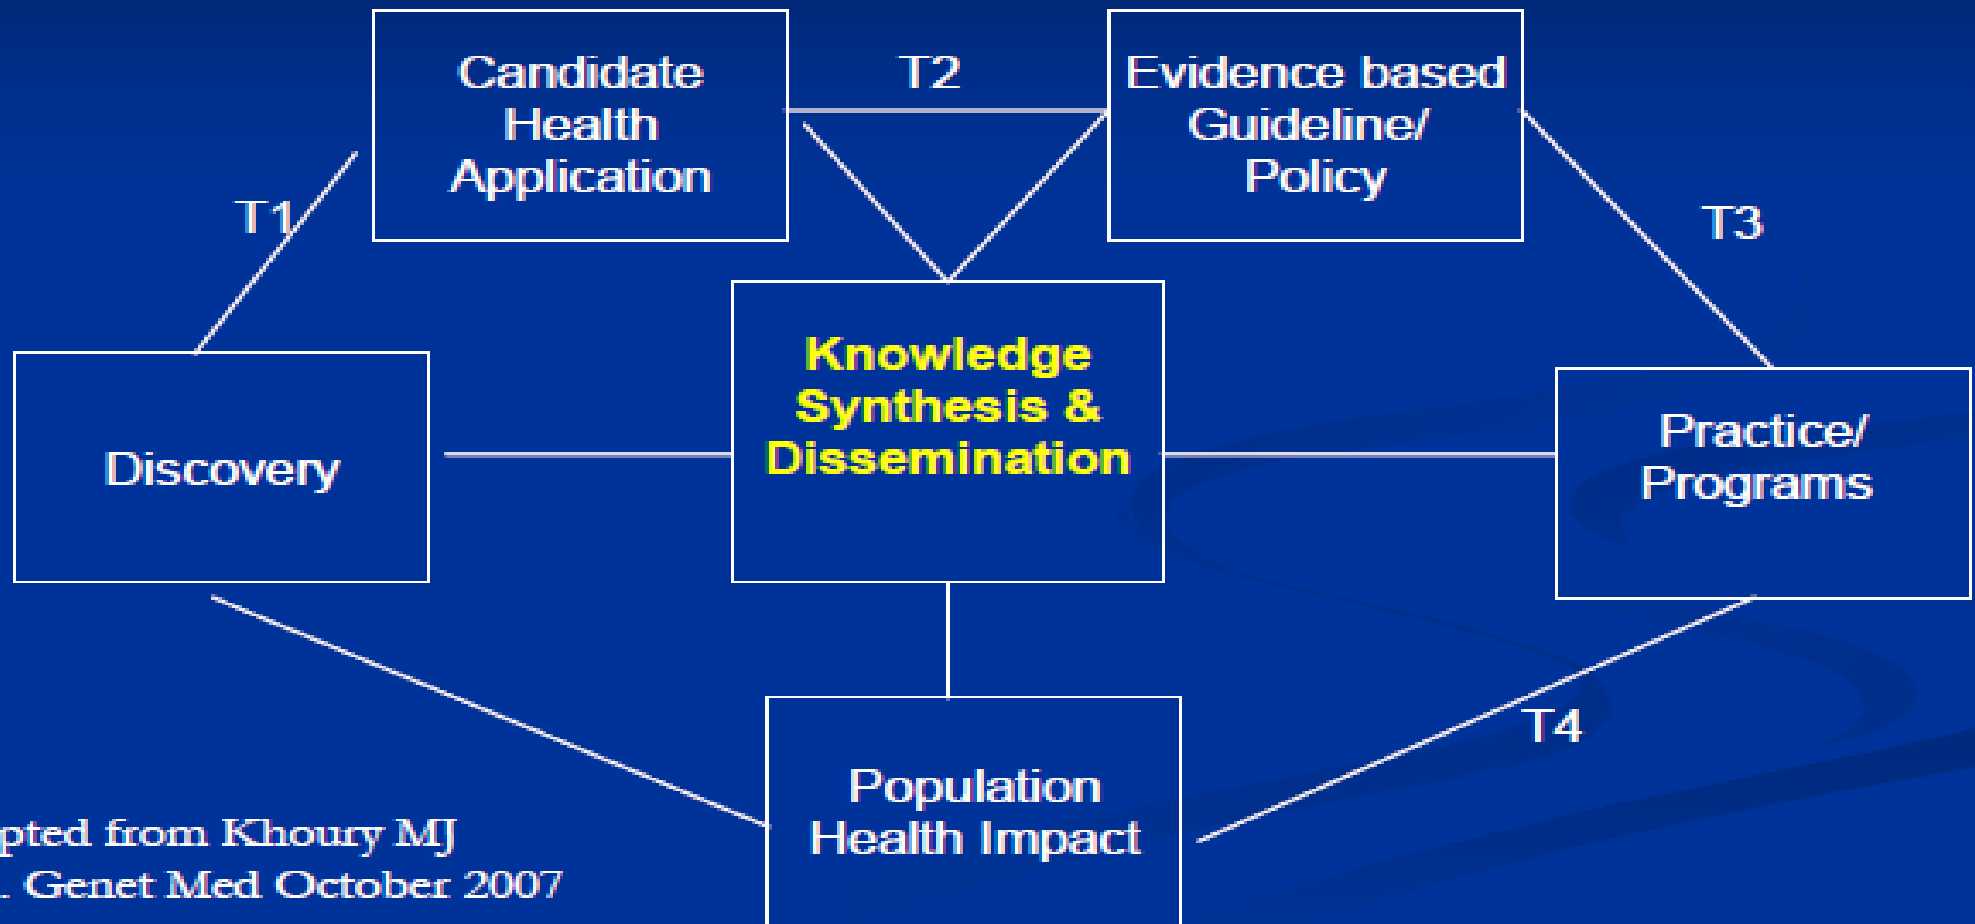 Candidate
Health
Application
T2
Evidence based
Guideline/
Policy
T1
T3
Knowledge
Synthesis &
Dissemination
Discovery
Practice/
Programs
T4
Population
Health Impact
pted from Khoury MJ
. Genet Med October 2007